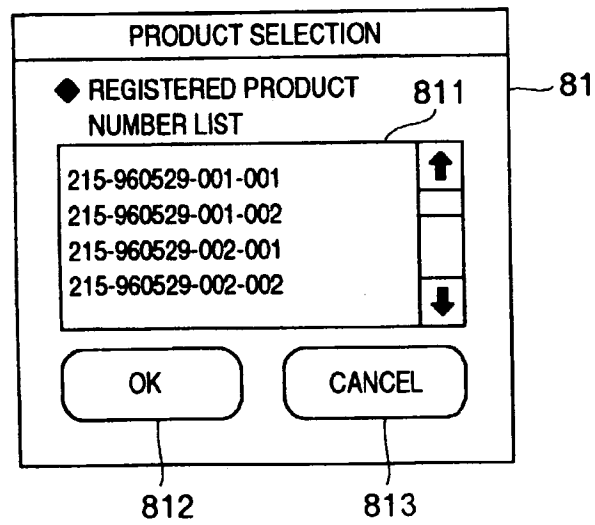 PRODUCT SELECTION
◆ REGISTERED PRODUCT
NUMBER LIST
811
81
215-960529-001-001
215-960529-001-002
215-960529-002-001
215-960529-002-002
OK
CANCEL
812
813